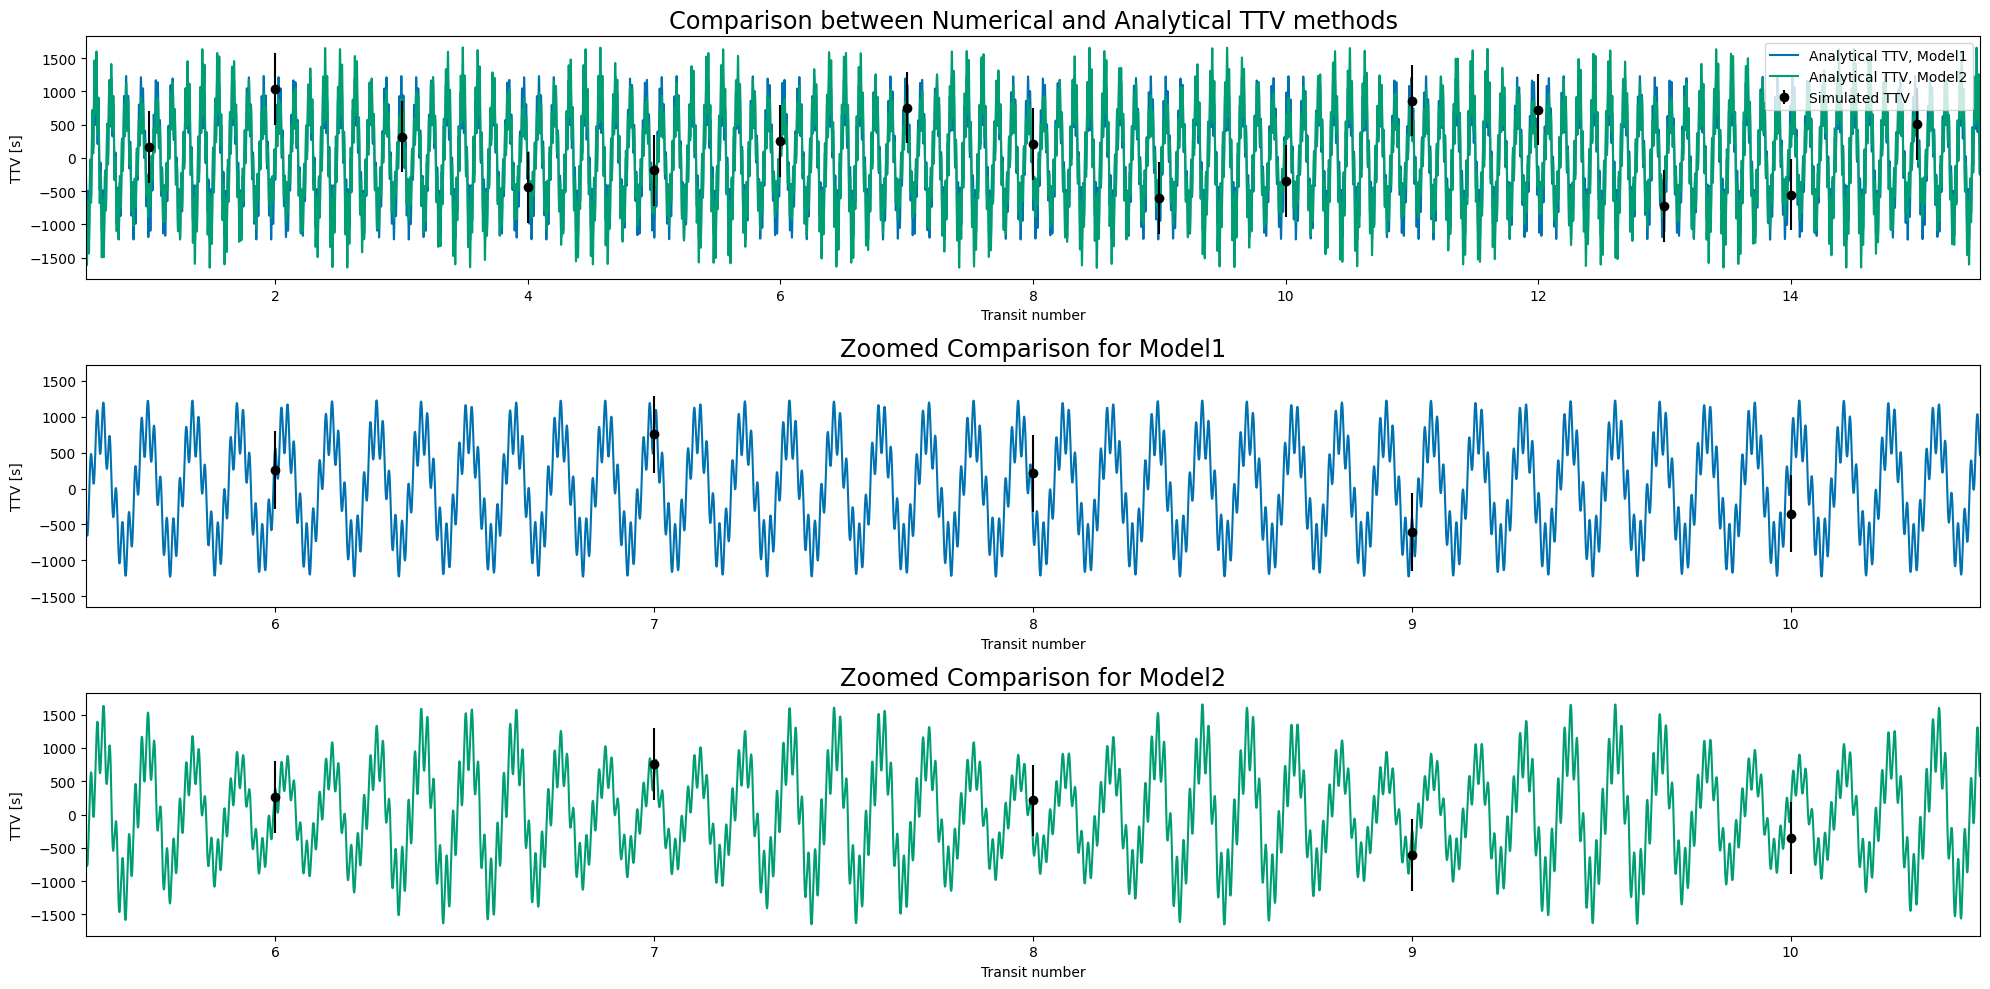 Comparison between Numerical and Analytical TTV methods
TTV [s]
1500
1000
500
0
−500
−1000
−1500
Analytical TTV, Model1
Analytical TTV, Model2
Simulated TTV
2 4 6 8 10 12 14
Transit number
Zoomed Comparison for Model1
TTV [s]
1500
1000
500
0
−500
−1000
−1500
6 7 8 9 10
Transit number
Zoomed Comparison for Model2
TTV [s]
1500
1000
500
0
−500
−1000
−1500
6 7 8 9 10
Transit number